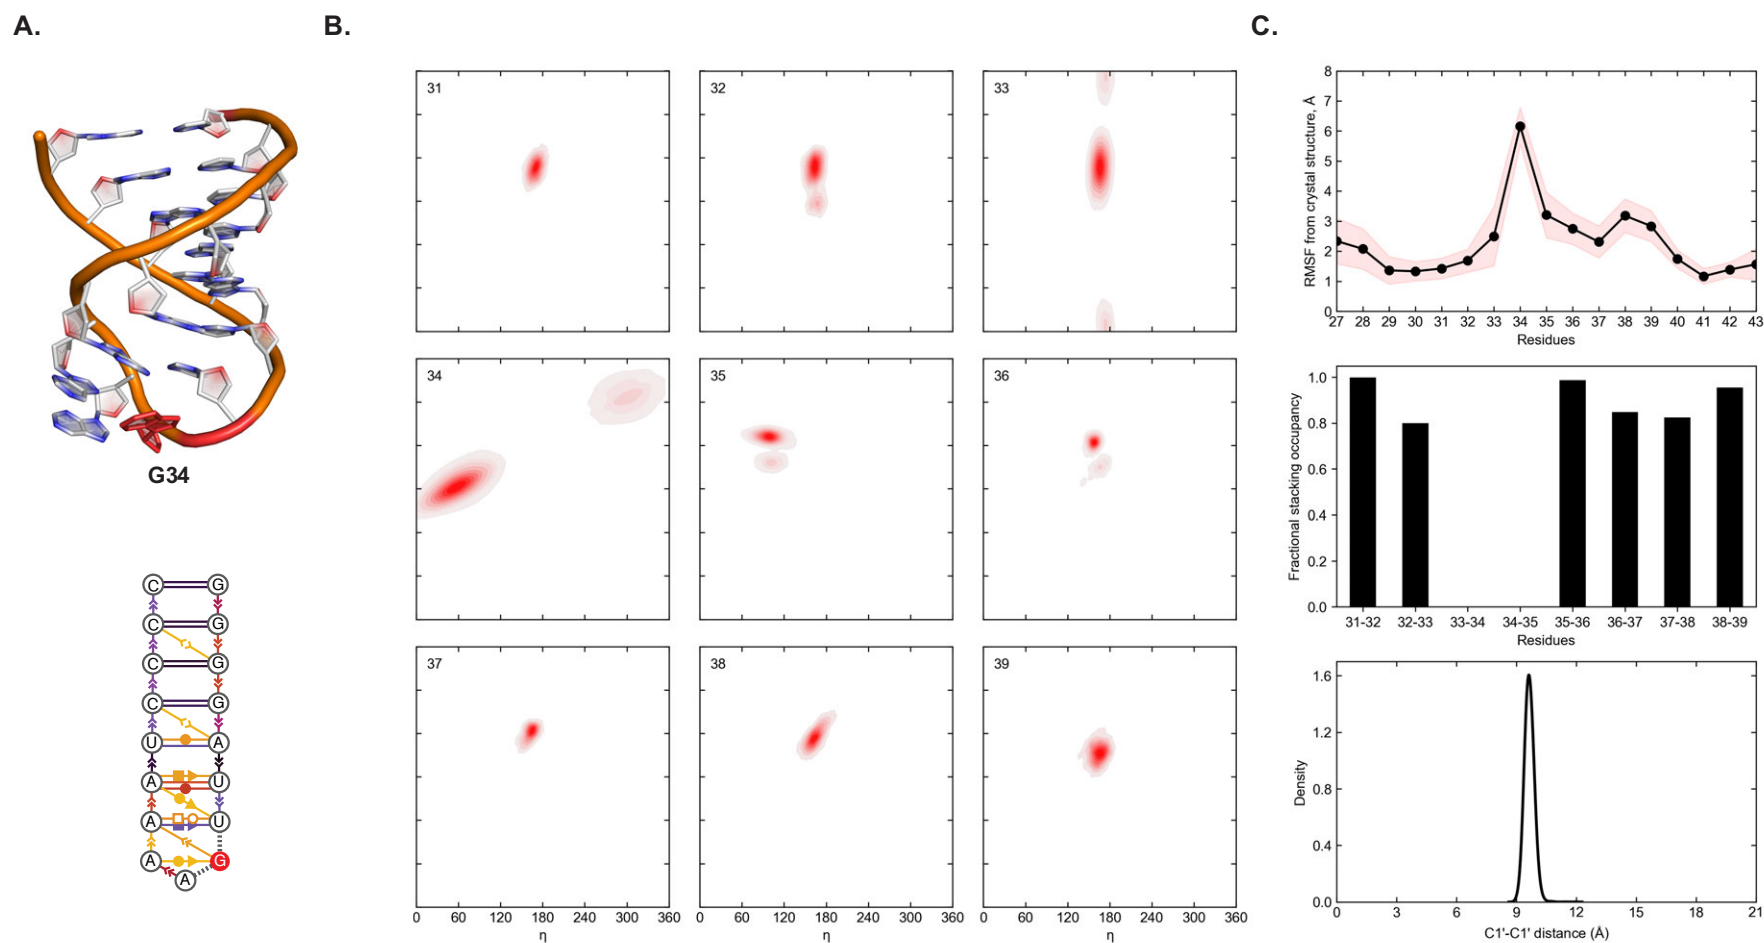 A.
B.
C.
G34
C G
C G
C G
C G
U A
A U
A U
A G
A
31
32
33
34
35
36
37
38
39
0 60 120 180 240 300 360
η
0 60 120 180 240 300 360
η
0 60 120 180 240 300 360
η
RMSF from crystal structure, Å
8
7
6
5
4
3
2
1
0
27 28 29 30 31 32 33 34 35 36 37 38 39 40 41 42 43
Residues
Fractional stacking occupancy
1.0
0.8
0.6
0.4
0.2
0.0
31-32 32-33 33-34 34-35 35-36 36-37 37-38 38-39
Residues
Density
1.6
1.2
0.8
0.4
0.0
0 3 6 9 12 15 18 21
C1'-C1' distance (Å)